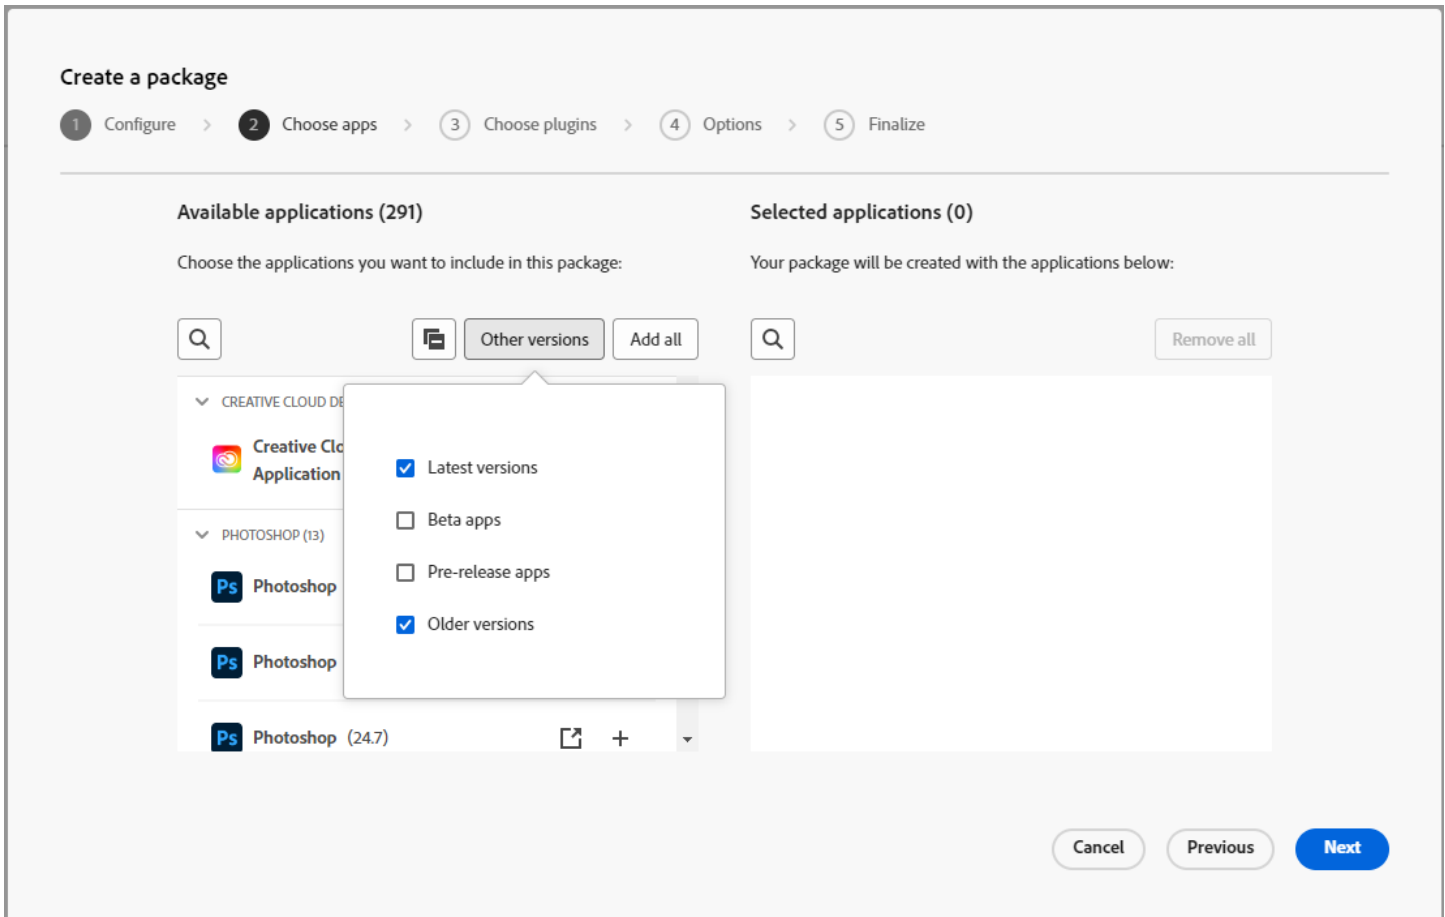 Create a package
1 Configure 2 Choose apps 3 Choose plugins 4 Options 5 Finalize
Available applications (291)
Choose the applications you want to include in this package:
Other versions Add all
CREATIVE CLOUD DE
Creative Clo
Application
PHOTOSHOP (13)
Ps Photoshop
Ps Photoshop
Ps Photoshop (24.7)
Latest versions
Beta apps
Pre-release apps
Older versions
Selected applications (0)
Your package will be created with the applications below:
Remove all
Cancel Previous Next